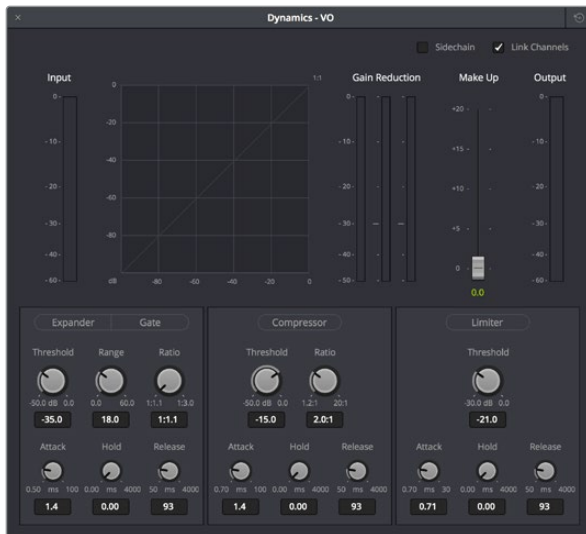 Dynamics - VO
Sidechain Link Channels
Input Gain Reduction Make Up Output
1:1
0 0 +20 0
-20
-10 -10 +15 -10
-40
-20 -20 +10 -20
-30 -30 +5 -30
-80
-40 -40 0 -40
-60 dB -80 -60 -40 -20 0 -50 -60
0.0
Expander Gate Compressor Limiter
Threshold Range Ratio Threshold Ratio Threshold
-50.0 dB 0.0 0.0 60.0 1:1.1 1:3.0 -50.0 dB 0.0 1.2:1 20:1 -30.0 dB 0.0
-35.0 18.0 1:1.1 -15.0 2.0:1 -21.0
Attack Hold Release Attack Hold Release Attack Hold Release
0.50 ms 100 0.00 ms 4000 50 ms 4000 0.70 ms 100 0.00 ms 4000 50 ms 4000 0.70 ms 30 0.00 ms 4000 50 ms 4000
1.4 0.00 93 1.4 0.00 93 0.71 0.00 93